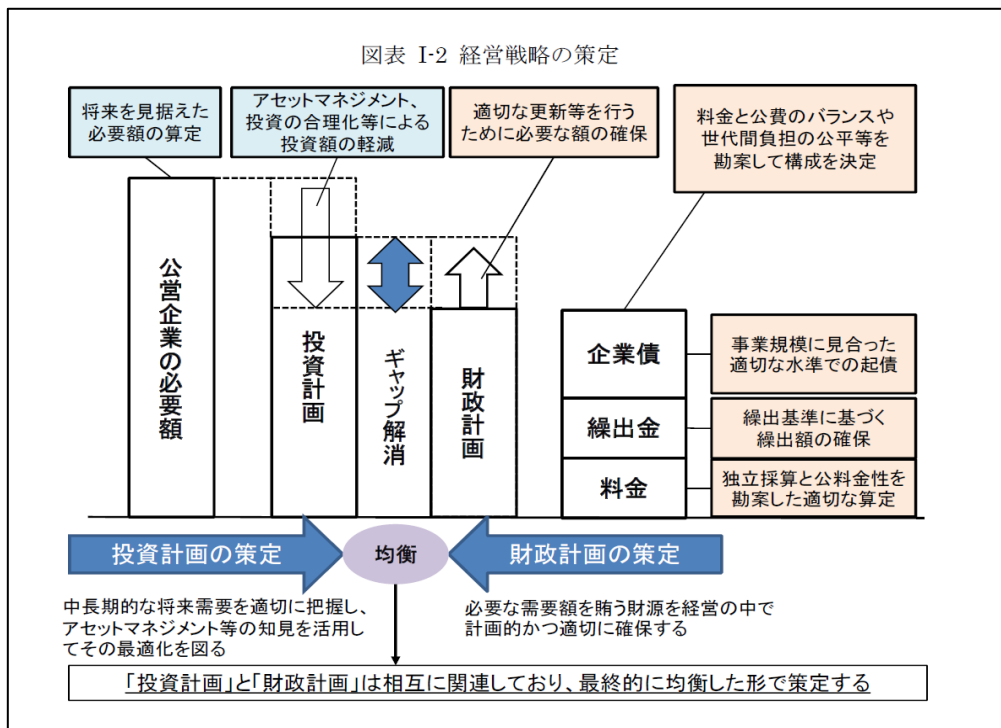 図表 I-2 経営戦略の策定
将来を見据えた
必要額の算定
アセットマネジメント、
投資の合理化等による
投資額の軽減
適切な更新等を行う
ために必要な額の確保
料金と公費のバランスや
世代間負担の公平等を
勘案して構成を決定
公営企業の必要額
投資計画
ギャップ解消
財政計画
企業債
事業規模に見合った
適切な水準での起債
繰出金
繰出基準に基づく
繰出額の確保
料金
独立採算と公料金性を
勘案した適切な算定
投資計画の策定
均衡
財政計画の策定
中長期的な将来需要を適切に把握し、
アセットマネジメント等の知見を活用し
てその最適化を図る
必要な需要額を賄う財源を経営の中で
計画的かつ適切に確保する
「投資計画」と「財政計画」は相互に関連しており、最終的に均衡した形で策定する